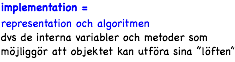 implementation =
representation och algoritmen
dvs de interna variabler och metoder som
möjliggör att objektet kan utföra sina "löften"